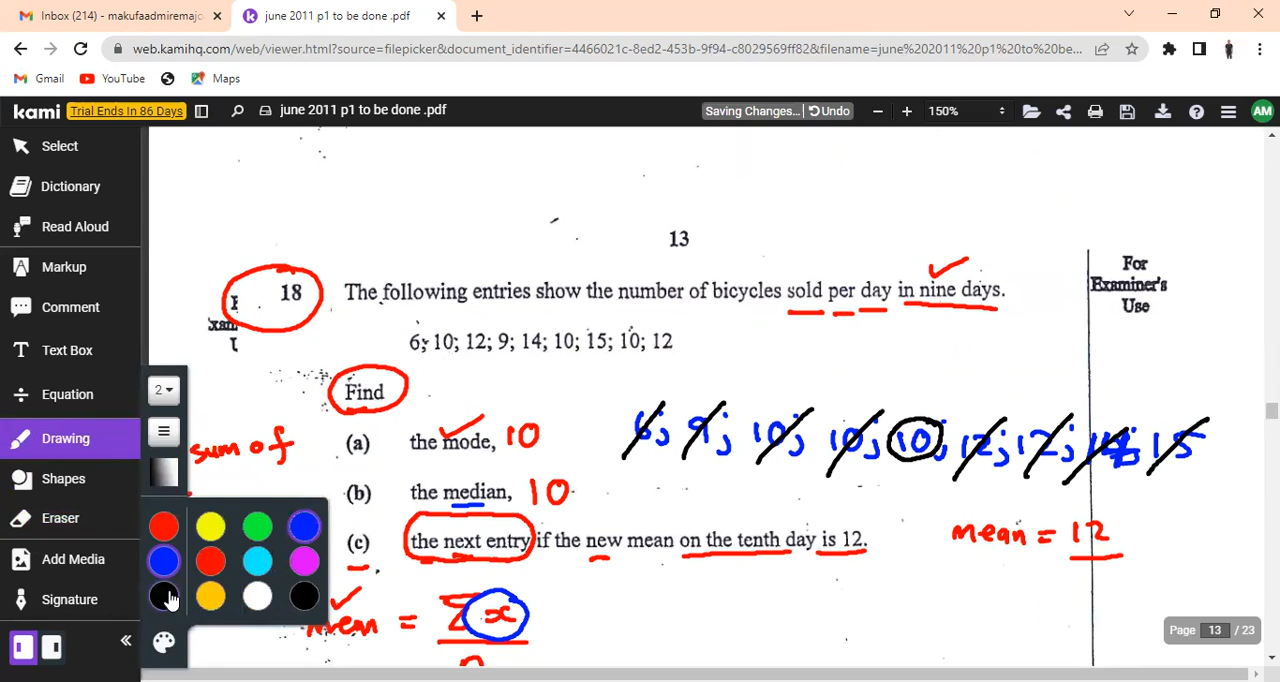 Inbox (214) - makufaadmiremajo
june 2011 p1 to be done .pdf
web.kamihq.com/web/viewer.html?source=filepicker&document_identifier=4466021c-8ed2-453b-9f94-c8029569ff82&filename=june%202011%20p1%20to%20be...
Gmail
YouTube
Maps
kami
Trial Ends In 86 Days
june 2011 p1 to be done .pdf
Saving Changes...
Undo
150%
AM
Select
Dictionary
Read Aloud
Markup
Comment
Text Box
Equation
Drawing
Shapes
Eraser
Add Media
Signature
2
13
For
Examiner's
Use
18 The following entries show the number of bicycles sold per day in nine days.
6; 10; 12; 9; 14; 10; 15; 10; 12
Find
6; 9; 10; 10; 10; 12; 12; 14; 15
(a) the mode, 10
sum of
(b) the median, 10
(c) the next entry if the new mean on the tenth day is 12.
mean = 12
mean = Σx
n
Page 13 / 23